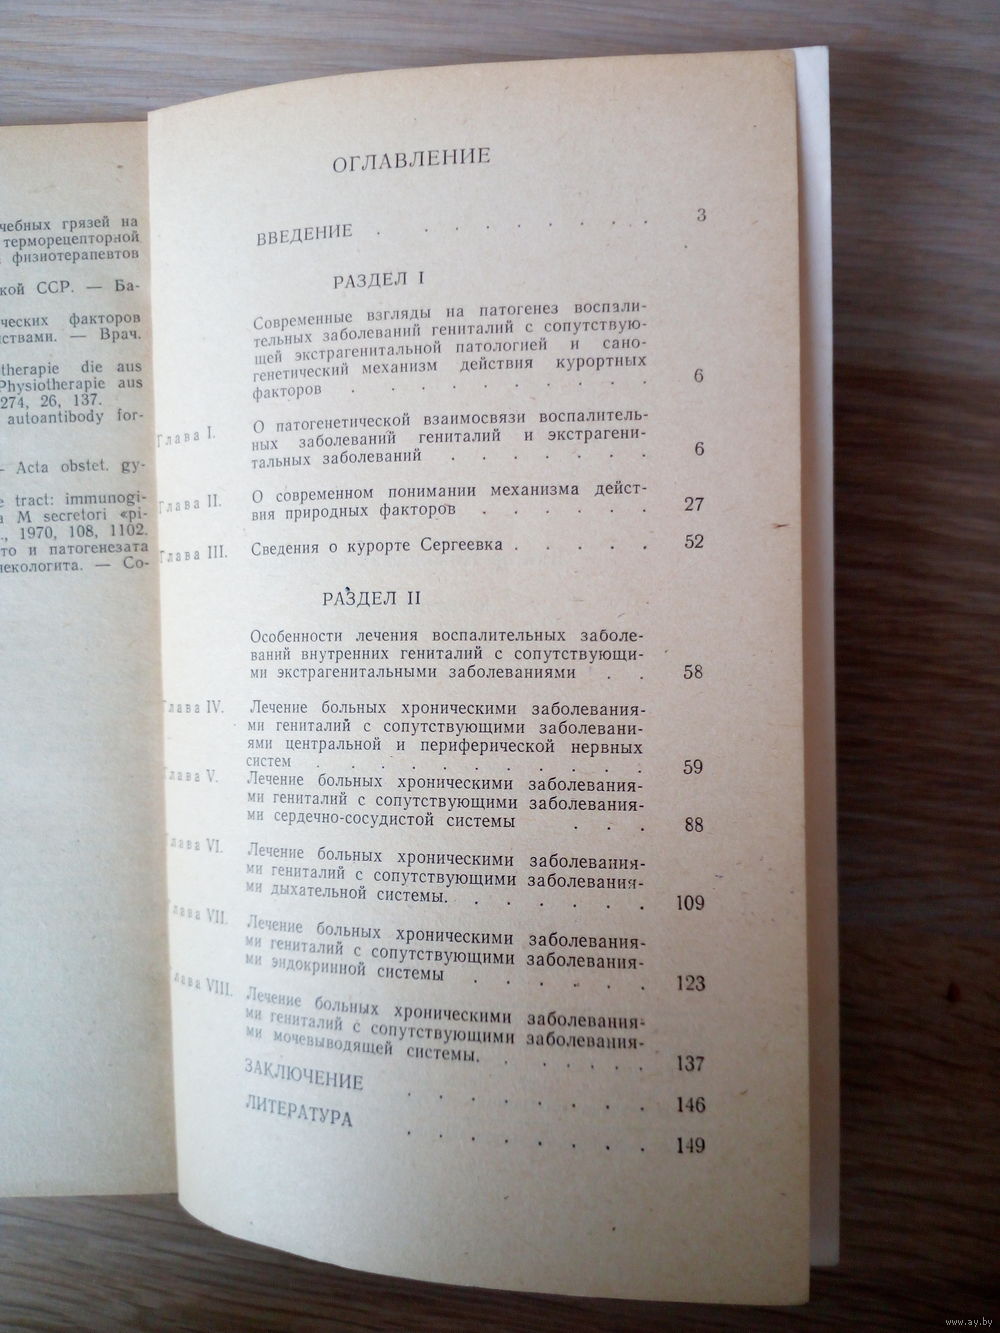 чебных грязей на
терморецепторной
физиотерапевтов
кой ССР. — Ба-
ческих факторов
ствами. — Врач.
therapie die aus
Physiotherapie aus
274, 26, 137.
autoantibody for-
— Acta obstet. gy-
e tract: immunogi-
a M secretori «pi-
., 1970, 108, 1102.
то и патогенезата
некологита. — Со-
ОГЛАВЛЕНИЕ
ВВЕДЕНИЕ . . . . . . . . . 3
РАЗДЕЛ I
Современные взгляды на патогенез воспали-
тельных заболеваний гениталий с сопутствую-
щей экстрагенитальной патологией и сано-
генетический механизм действия курортных
факторов . . . . . . . . . 6
Глава I. О патогенетической взаимосвязи воспалитель-
ных заболеваний гениталий и экстрагени-
тальных заболеваний . . . . . . 6
Глава II. О современном понимании механизма дейст-
вия природных факторов . . . . . . 27
Глава III. Сведения о курорте Сергеевка . . . . . 52
РАЗДЕЛ II
Особенности лечения воспалительных заболе-
ваний внутренних гениталий с сопутствующи-
ми экстрагенитальными заболеваниями . . 58
Глава IV. Лечение больных хроническими заболевания-
ми гениталий с сопутствующими заболевани-
ями центральной и периферической нервных
систем . . . . . . . . . . 59
Глава V. Лечение больных хроническими заболевания-
ми гениталий с сопутствующими заболевания-
ми сердечно-сосудистой системы . . . 88
Глава VI. Лечение больных хроническими заболевания-
ми гениталий с сопутствующими заболевания-
ми дыхательной системы. . . . . . . 109
Глава VII. Лечение больных хроническими заболевания-
ми гениталий с сопутствующими заболевания-
ми эндокринной системы . . . . . . 123
Глава VIII. Лечение больных хроническими заболевания-
ми гениталий с сопутствующими заболевания-
ми мочевыводящей системы. . . . . . 137
ЗАКЛЮЧЕНИЕ . . . . . . . . 146
ЛИТЕРАТУРА . . . . . . . . 149
www.ay.by